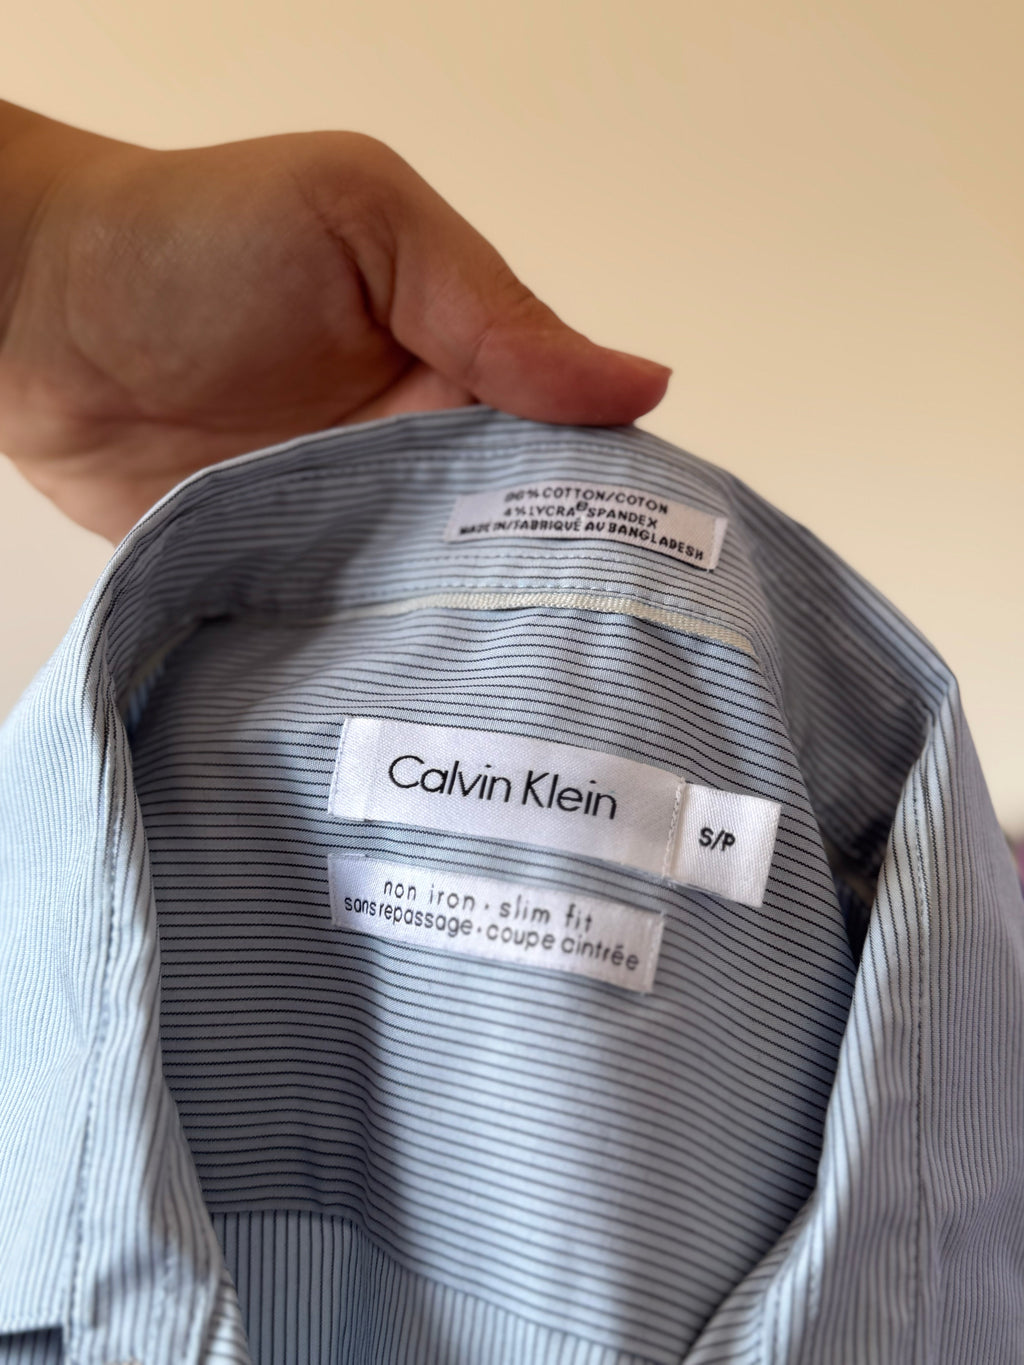 96% COTTON/COTON
4% LYCRA® SPANDEX
MADE IN/FABRIQUÉ AU BANGLADESH
Calvin Klein
S/P
non iron · slim fit
sans repassage · coupe cintrée